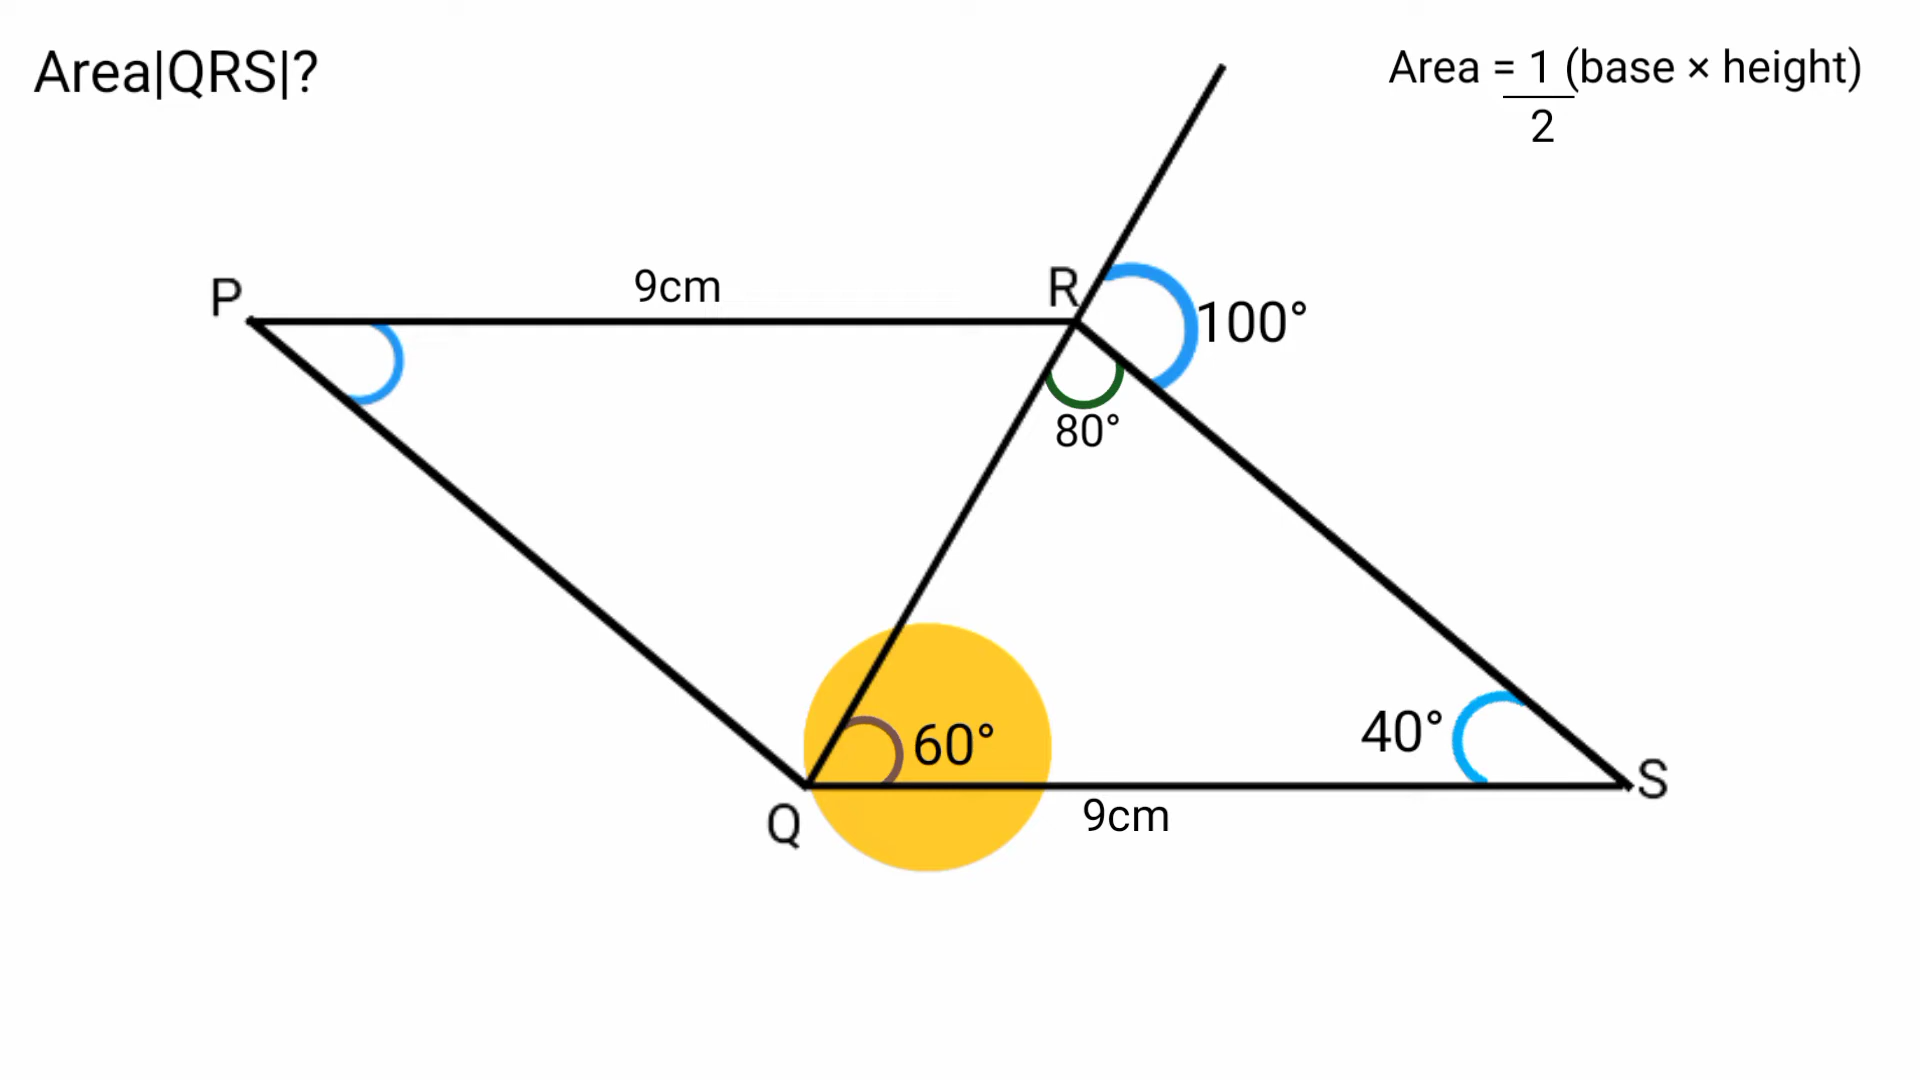 Area|QRS|?
Area = 1 (base × height)
2
9cm
P
R
100°
80°
60°
40°
S
9cm
Q